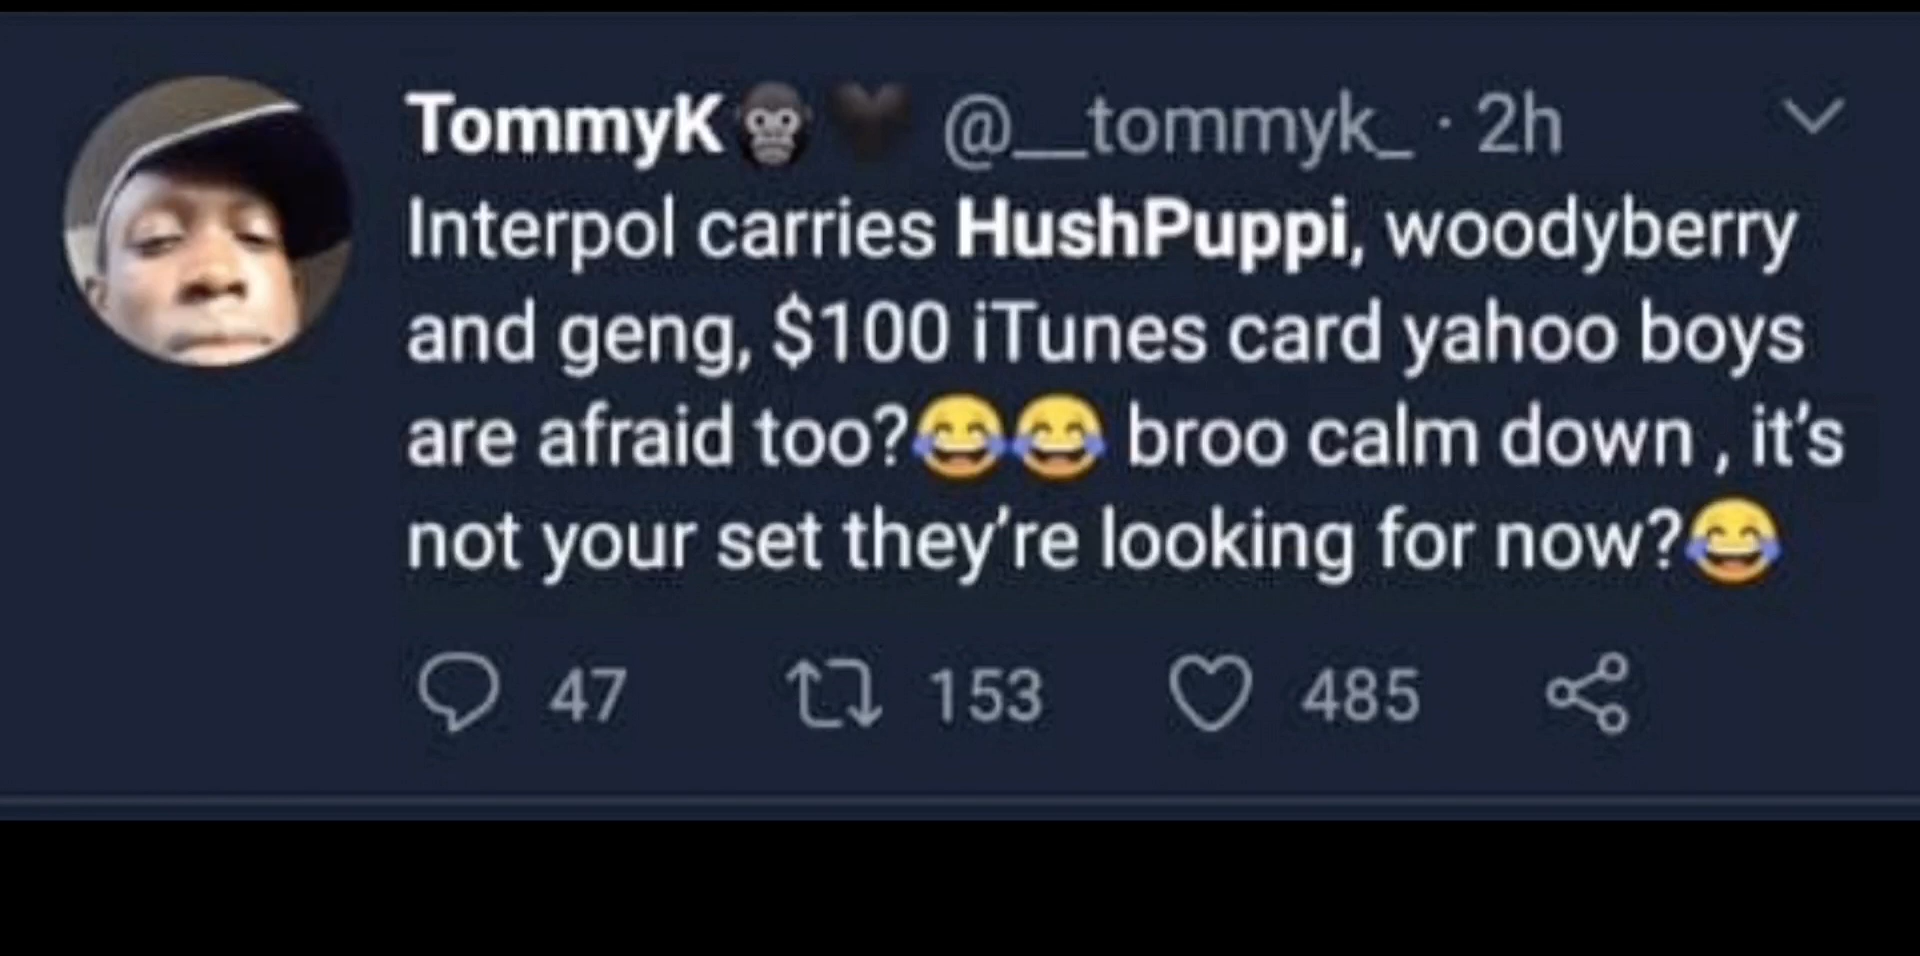 TommyK🦍🖤 @__tommyk_ · 2h
Interpol carries HushPuppi, woodyberry
and geng, $100 iTunes card yahoo boys
are afraid too?😂😂 broo calm down , it's
not your set they're looking for now?😂
47 153 485